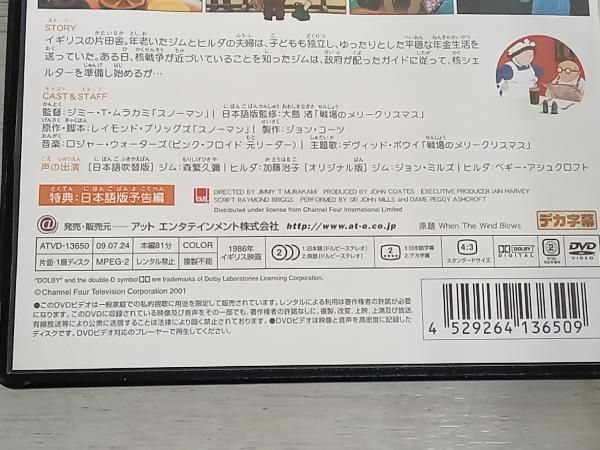 ストーリー
STORY
イギリスの片田舎。年老いたジムとヒルダの夫婦は、子どもも独立し、ゆったりとした平穏な年金生活を
送っていた。ある日、核戦争が近づいていることを知ったジムは、政府が配ったガイドに従って、核シェ
ルターを準備し始めるが…
キャスト スタッフ
CAST & STAFF
監督:ジミー・T・ムラカミ「スノーマン」| 日本語版監修:大島 渚「戦場のメリークリスマス」
原作・脚本:レイモンド・ブリッグズ「スノーマン」| 製作:ジョン・コーツ
音楽:ロジャー・ウォーターズ(ピンク・フロイド 元リーダー) | 主題歌:デヴィッド・ボウイ「戦場のメリークリスマス」
声の出演 [日本語吹替版] ジム:森繁久彌 | ヒルダ:加藤治子 [オリジナル版] ジム:ジョン・ミルズ | ヒルダ:ペギー・アシュクロフト
特典:日本語版予告編
DIRECTED BY JIMMY T MURAKAMI PRODUCED BY JOHN COATES EXECUTIVE PRODUCER IAIN HARVEY
SCRIPT RAYMOND BRIGGS PERFORMED BY SIR JOHN MILLS AND DAME PEGGY ASHCROFT
Distributed under license from Channel Four International Limited
発売・販売元 アット エンタテインメント株式会社 http://www.at-e.co.jp 原題 When The Wind Blows
デカ字幕
ATVD-13650 09.07.24 本編81分 COLOR 1986年 イギリス映画
片面・1層ディスク MPEG-2 レンタル禁止 複製不能
2 1:日本語(ドルビーステレオ) 2:英語(ドルビーステレオ)
2 1:日本語字幕 2:デカ字幕
4:3 スタンダードサイズ
DOLBY DIGITAL
2
DVD VIDEO
"DOLBY" and the double-D symbol are trademarks of Dolby Laboratories Licensing Corporation.
© Channel Four Television Corporation 2001
●このDVDビデオは一般家庭での私的視聴に用途を限定して販売されています。レンタルによる利用は著作権者の許諾が必要
になります。このDVDに収録されている映像及び音声をその一部でも、著作権者の許諾なしに、複製、改変、上映、上演及び放送、
有線放送等により公衆に送信することは法律により固く禁止されております。●DVDビデオは映像と音声を高密度に記録した
ディスクです。DVDビデオ対応のプレーヤーで再生してください。
4 529264 136509